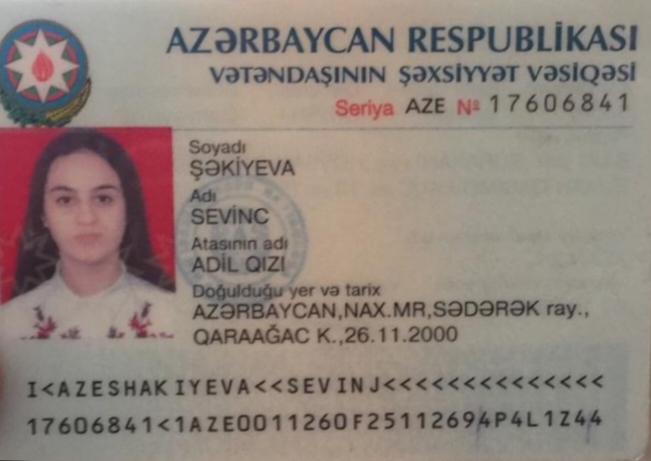 AZƏRBAYCAN RESPUBLİKASI
VƏTƏNDAŞININ ŞƏXSİYYƏT VƏSİQƏSİ
Seriya AZE № 17606841
Soyadı
ŞƏKİYEVA
Adı
SEVİNC
Atasının adı
ADİL QIZI
Doğulduğu yer və tarix
AZƏRBAYCAN,NAX.MR,SƏDƏRƏK ray.,
QARAAĞAC K.,26.11.2000
I<AZESHAKIYEVA<<SEVINJ<<<<<<<<<<<<<<<
17606841<1AZE0011260F25112694P4L1Z44